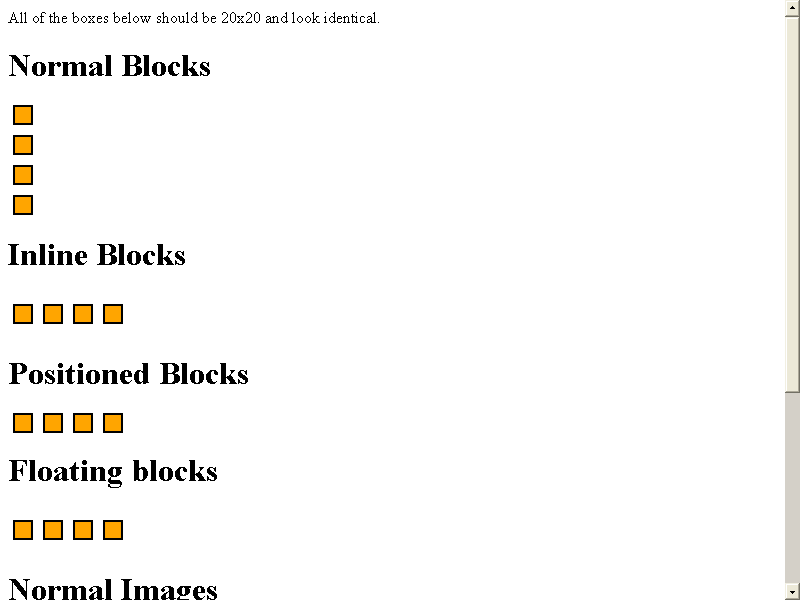 All of the boxes below should be 20x20 and look identical.
Normal Blocks
Inline Blocks
Positioned Blocks
Floating blocks
Normal Images